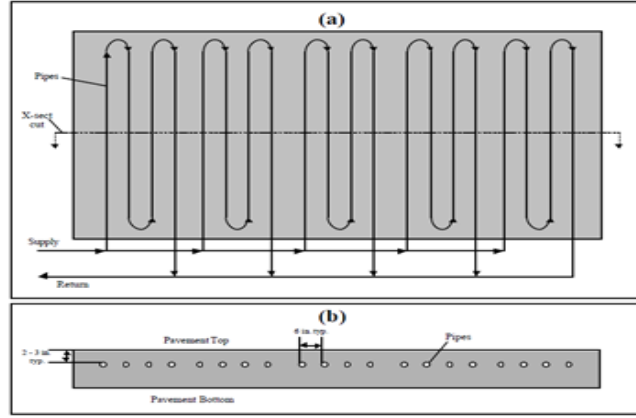 (a)
Pipes
X-sect
cut
Supply
Return
(b)
6 in. typ.
Pavement Top
Pipes
2 - 3 in.
typ.
Pavement Bottom